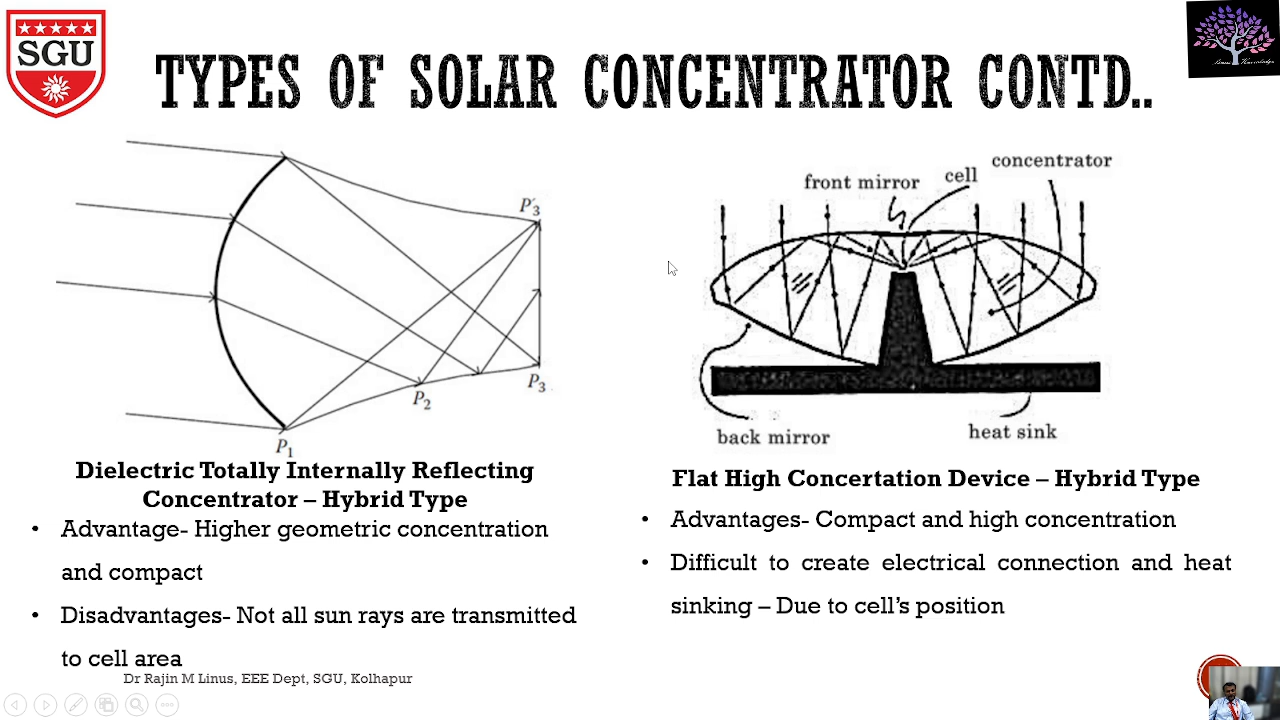 SGU
TYPES OF SOLAR CONCENTRATOR CONTD..
P'3
P2
P3
P1
Dielectric Totally Internally Reflecting
Concentrator – Hybrid Type
• Advantage- Higher geometric concentration
and compact
• Disadvantages- Not all sun rays are transmitted
to cell area
front mirror
cell
concentrator
back mirror
heat sink
Flat High Concertation Device – Hybrid Type
• Advantages- Compact and high concentration
• Difficult to create electrical connection and heat
sinking – Due to cell's position
Dr Rajin M Linus, EEE Dept, SGU, Kolhapur